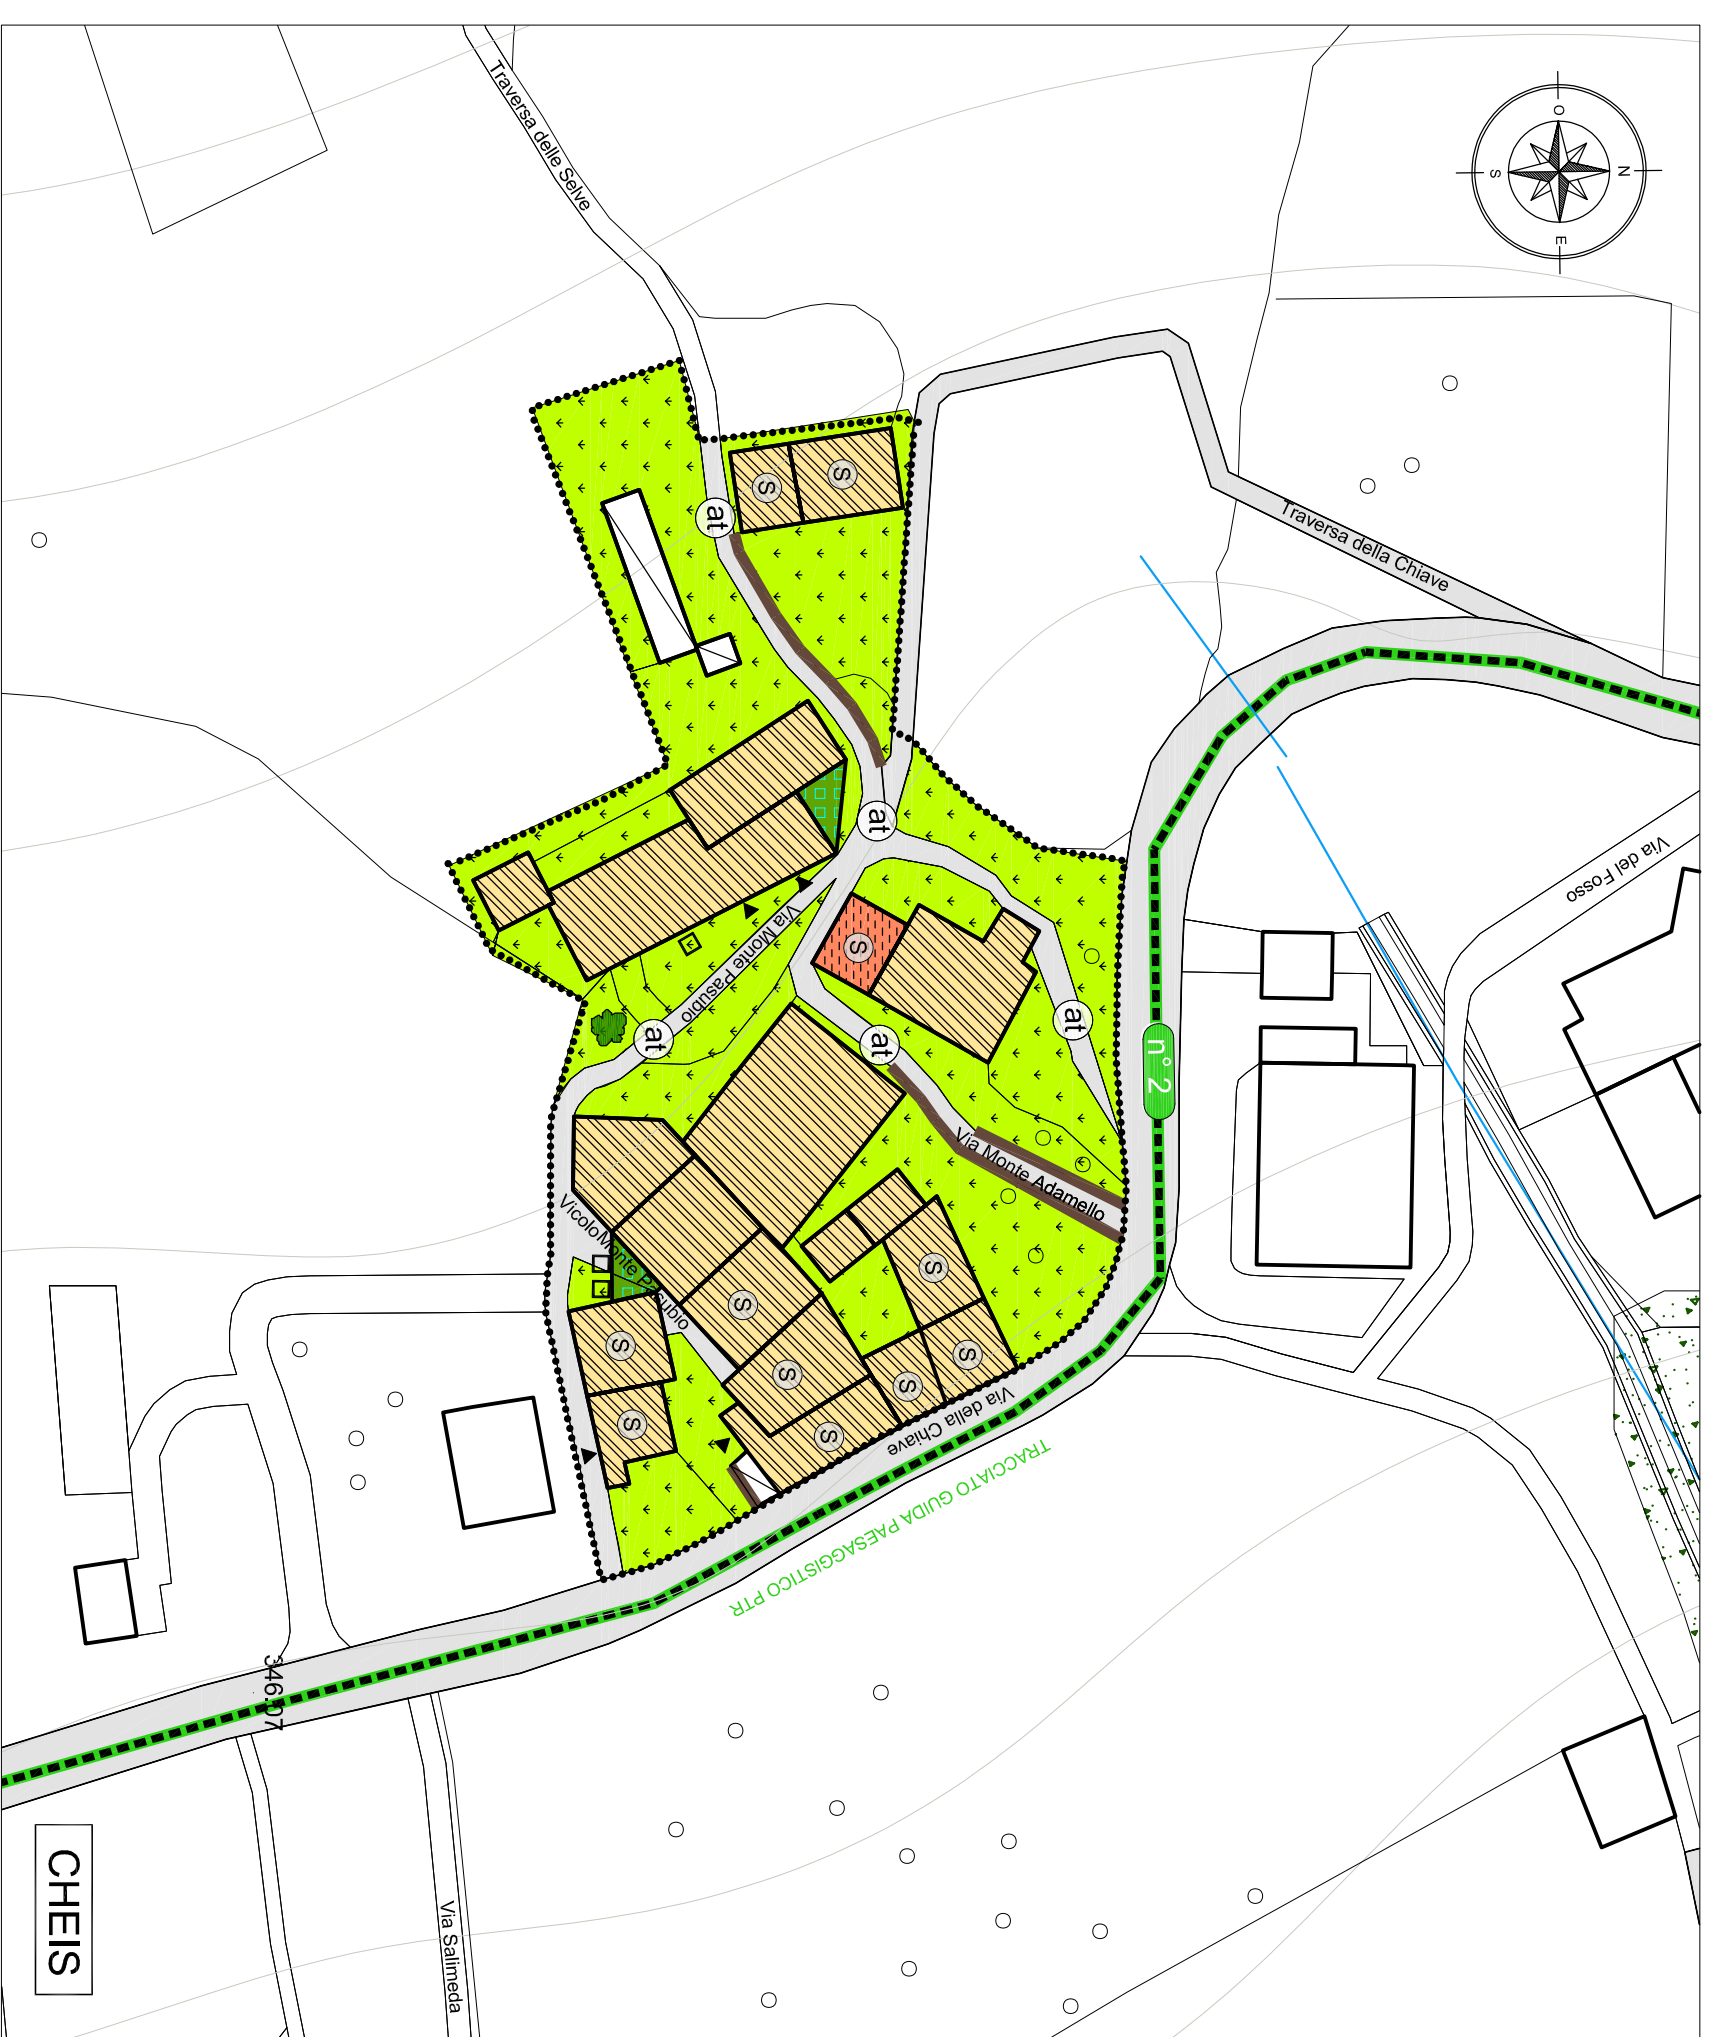 Traversa delle Selve
O
N
S
E
S
S
at
Traversa della Chiave
at
Via del Fosso
Via Monte Pasubio
S
at
at
at
n° 2
Via Monte Adamello
Vicolo Monte Pasubio
S
S
S
S
S
S
S
S
S
Via della Chiave
TRACCIATO GUIDA PAESAGGISTICO PTR
346.07
CHEIS
Via Salimeda